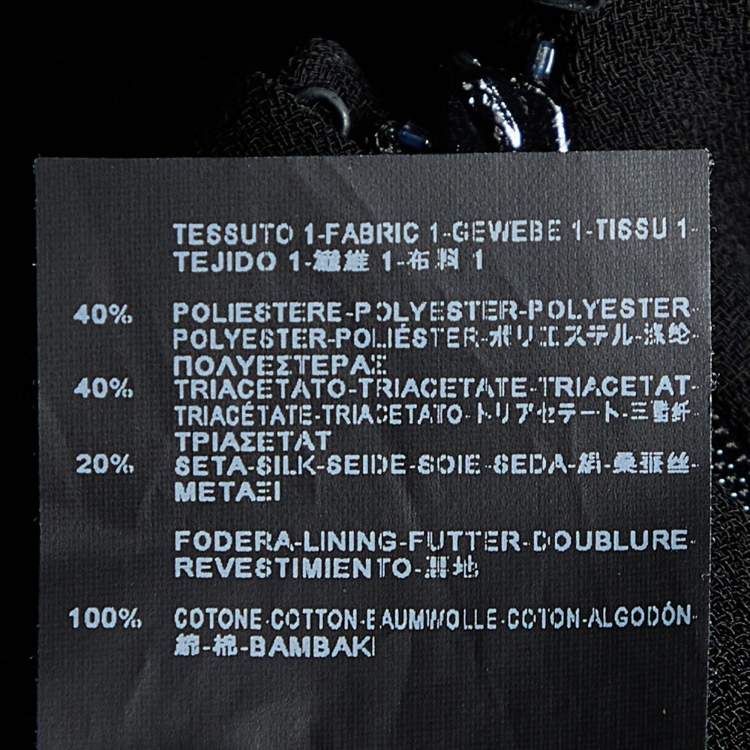 TESSUTO 1-FABRIC 1-GEWEBE 1-TISSU 1-
TEJIDO 1-繊維 1-布料 1
40% POLIESTERE-POLYESTER-POLYESTER-
POLYESTER-POLIÉSTER-ポリエステル-涤纶-
ΠΟΛΥΕΣΤΕΡΑΣ
40% TRIACETATO-TRIACETATE-TRIACETAT-
TRIACÉTATE-TRIACETATO-トリアセテート-三醋纤-
ΤΡΙΑΣΕΤΑΤ
20% SETA-SILK-SEIDE-SOIE-SEDA-絹-桑蚕丝-
ΜΕΤΑΞΙ
FODERA-LINING-FUTTER-DOUBLURE-
REVESTIMIENTO-裏地
100% COTONE-COTTON-BAUMWOLLE-COTON-ALGODÓN-
綿-棉-BAMBAKI